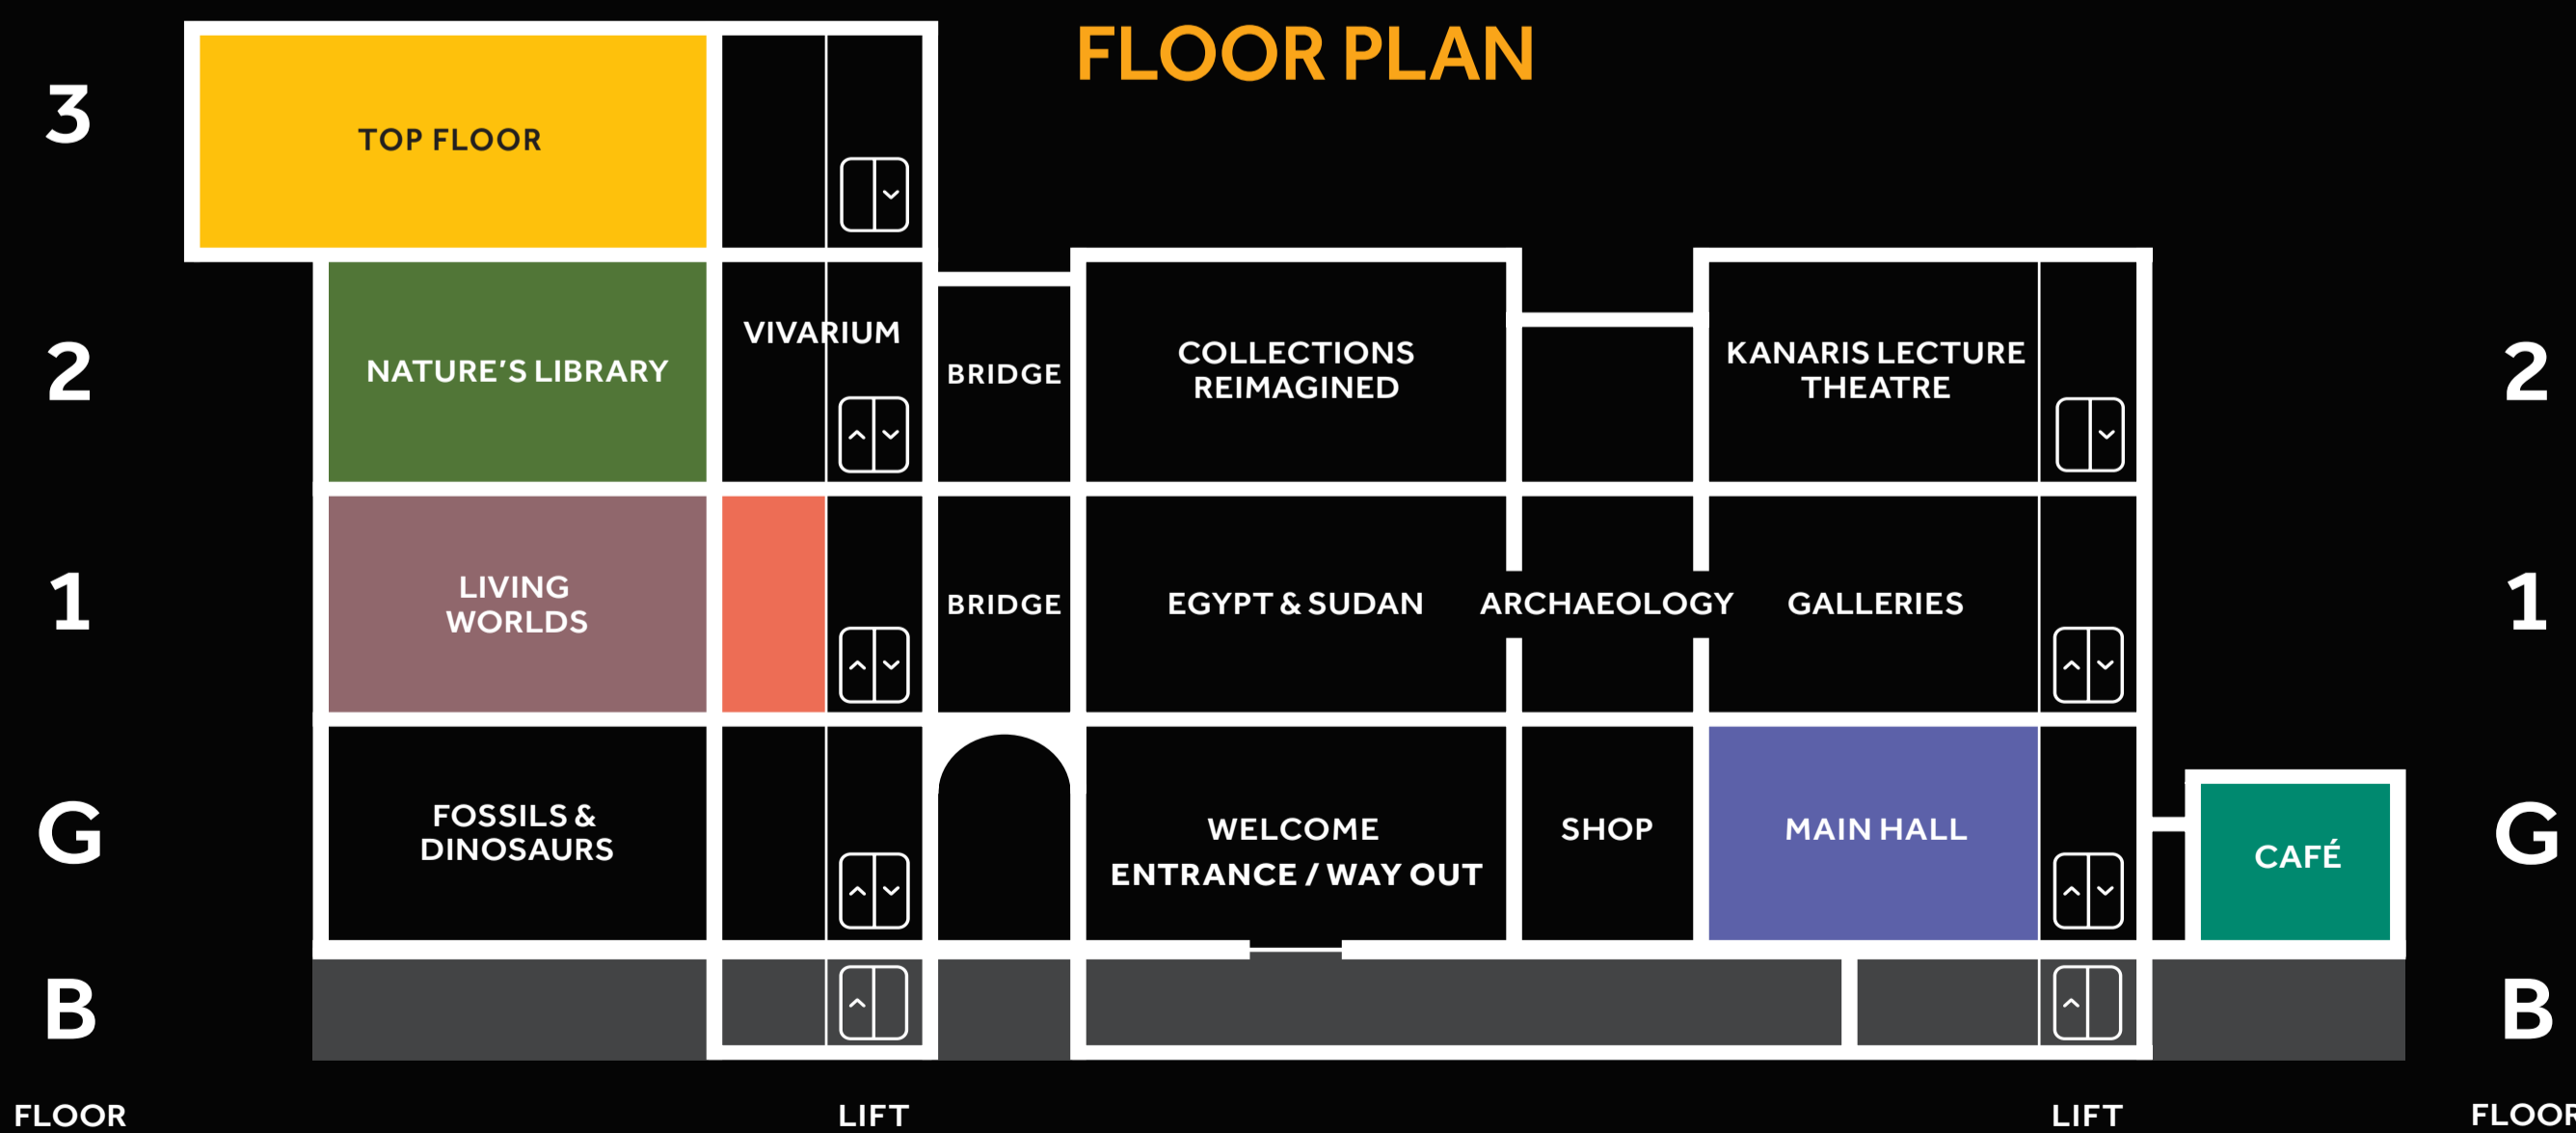 FLOOR PLAN
3
TOP FLOOR
2
NATURE'S LIBRARY
VIVARIUM
BRIDGE
COLLECTIONS
REIMAGINED
KANARIS LECTURE
THEATRE
2
1
LIVING
WORLDS
BRIDGE
EGYPT & SUDAN
ARCHAEOLOGY
GALLERIES
1
G
FOSSILS &
DINOSAURS
WELCOME
ENTRANCE / WAY OUT
SHOP
MAIN HALL
CAFÉ
G
B
B
FLOOR
LIFT
LIFT
FLOOR